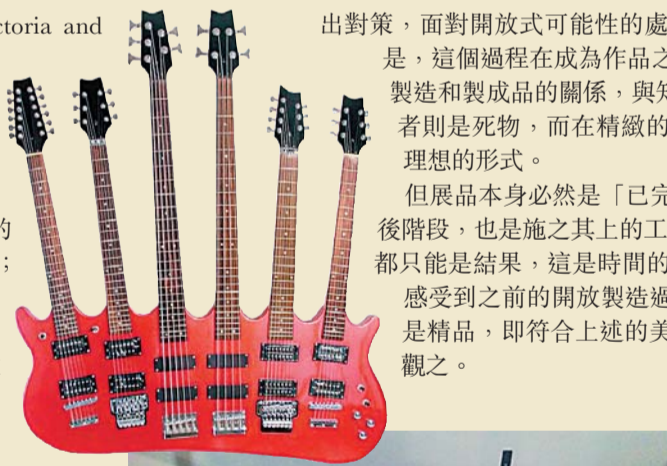 ctoria and
的
；
出對策，面對開放式可能性的處
是，這個過程在成為作品之
製造和製成品的關係，與知
者則是死物，而在精緻的
理想的形式。
但展品本身必然是「已完
後階段，也是施之其上的工
都只能是結果，這是時間的
感受到之前的開放製造過
是精品，即符合上述的美
觀之。